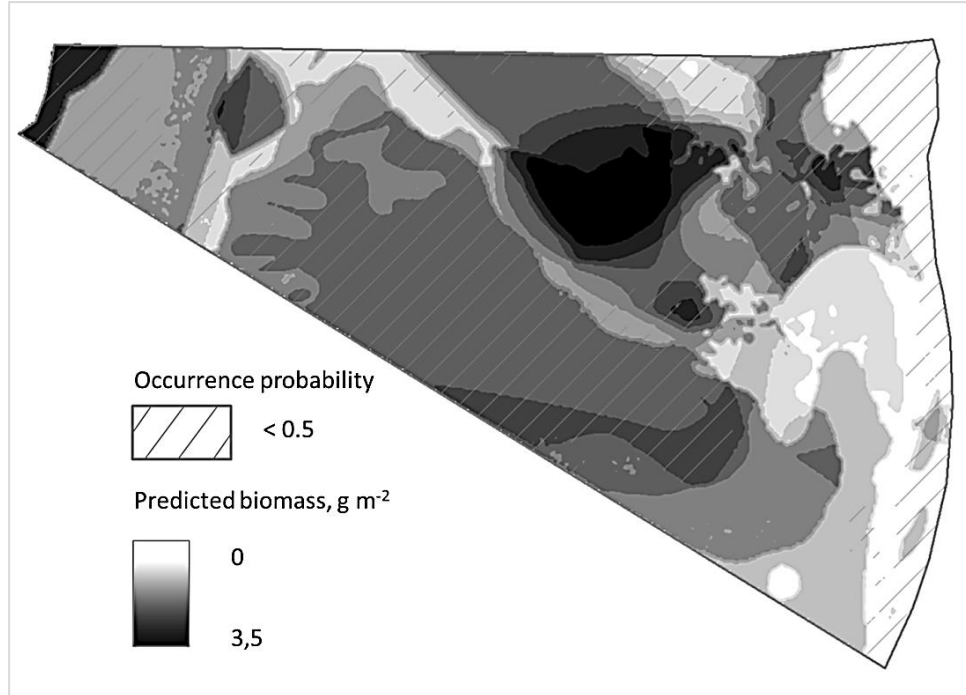 Occurrence probability
< 0.5
Predicted biomass, g m⁻²
0
3,5